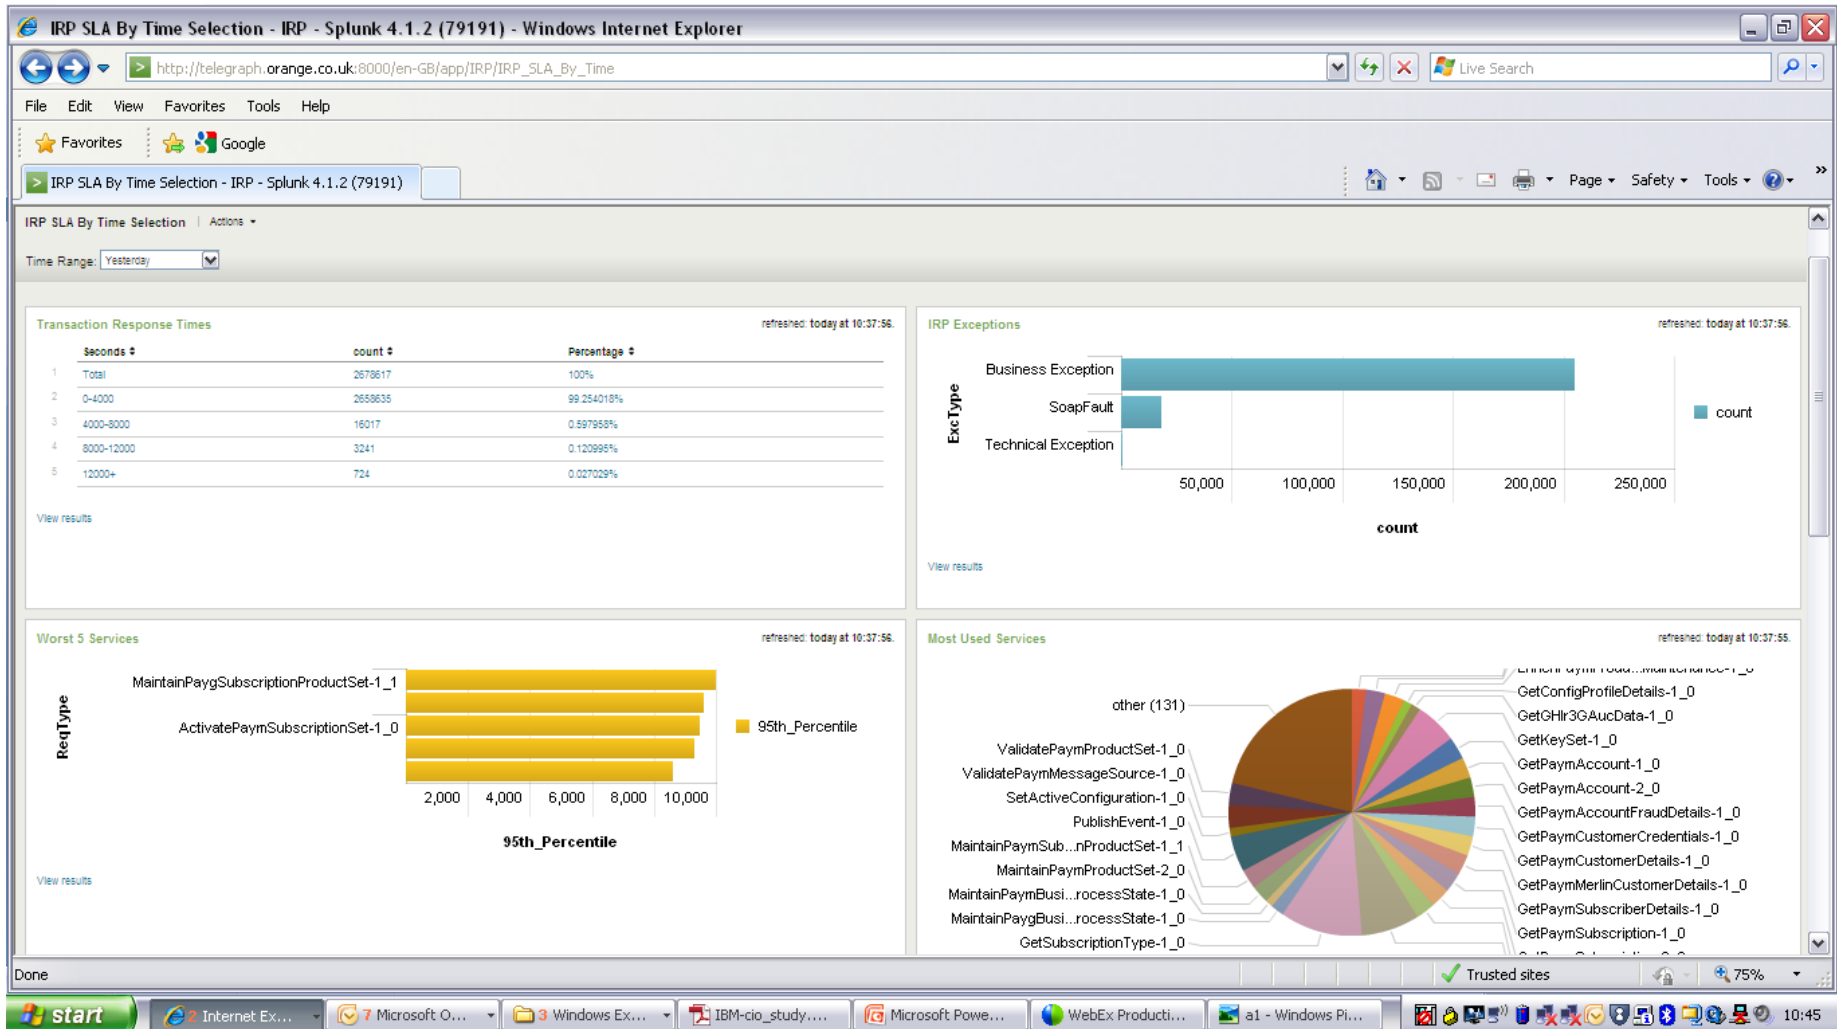 IRP SLA By Time Selection - IRP - Splunk 4.1.2 (79191) - Windows Internet Explorer
http://telegraph.orange.co.uk:8000/en-GB/app/IRP/IRP_SLA_By_Time
Live Search
File Edit View Favorites Tools Help
Favorites Google
IRP SLA By Time Selection - IRP - Splunk 4.1.2 (79191)
Page Safety Tools
IRP SLA By Time Selection | Actions
Time Range: Yesterday
Transaction Response Times
refreshed: today at 10:37:56.
Seconds count Percentage
1 Total 2678617 100%
2 0-4000 2658635 99.254018%
3 4000-8000 16017 0.597958%
4 8000-12000 3241 0.120995%
5 12000+ 724 0.027029%
View results
IRP Exceptions
refreshed: today at 10:37:56.
ExcType
Business Exception
SoapFault
Technical Exception
count
50,000 100,000 150,000 200,000 250,000
count
View results
Worst 5 Services
refreshed: today at 10:37:56.
ReqType
MaintainPaygSubscriptionProductSet-1_1
ActivatePaymSubscriptionSet-1_0
95th_Percentile
2,000 4,000 6,000 8,000 10,000
95th_Percentile
View results
Most Used Services
refreshed: today at 10:37:55.
other (131)
ValidatePaymProductSet-1_0
ValidatePaymMessageSource-1_0
SetActiveConfiguration-1_0
PublishEvent-1_0
MaintainPaymSub...nProductSet-1_1
MaintainPaymProductSet-2_0
MaintainPaymBusi...rocessState-1_0
MaintainPaygBusi...rocessState-1_0
GetSubscriptionType-1_0
GetConfigProfileDetails-1_0
GetGHlr3GAucData-1_0
GetKeySet-1_0
GetPaymAccount-1_0
GetPaymAccount-2_0
GetPaymAccountFraudDetails-1_0
GetPaymCustomerCredentials-1_0
GetPaymCustomerDetails-1_0
GetPaymMerlinCustomerDetails-1_0
GetPaymSubscriberDetails-1_0
GetPaymSubscription-1_0
Done
Trusted sites
75%
start
2 Internet Ex...
7 Microsoft O...
3 Windows Ex...
IBM-cio_study....
Microsoft Powe...
WebEx Producti...
a1 - Windows Pi...
10:45